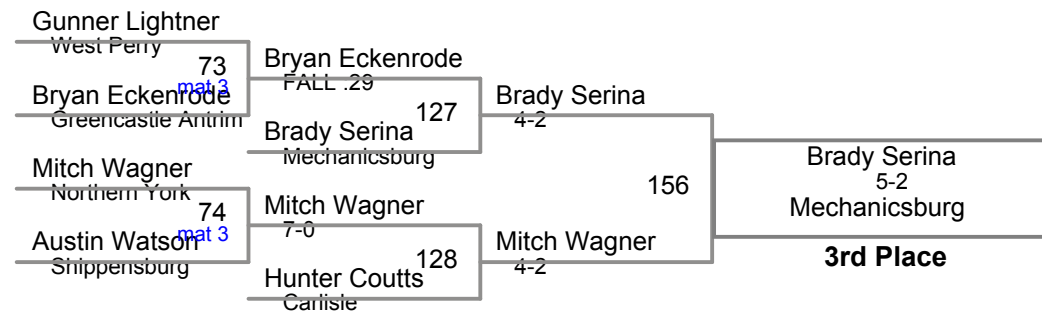 Gunner Lightner
West Perry
73
mat 3
Bryan Eckenrode
Greencastle Antrim
Mitch Wagner
Northern York
74
mat 3
Austin Watson
Shippensburg
Bryan Eckenrode
FALL .29
127
Brady Serina
Mechanicsburg
Mitch Wagner
7-0
128
Hunter Coutts
Carlisle
Brady Serina
4-2
156
Mitch Wagner
4-2
Brady Serina
5-2
Mechanicsburg
3rd Place